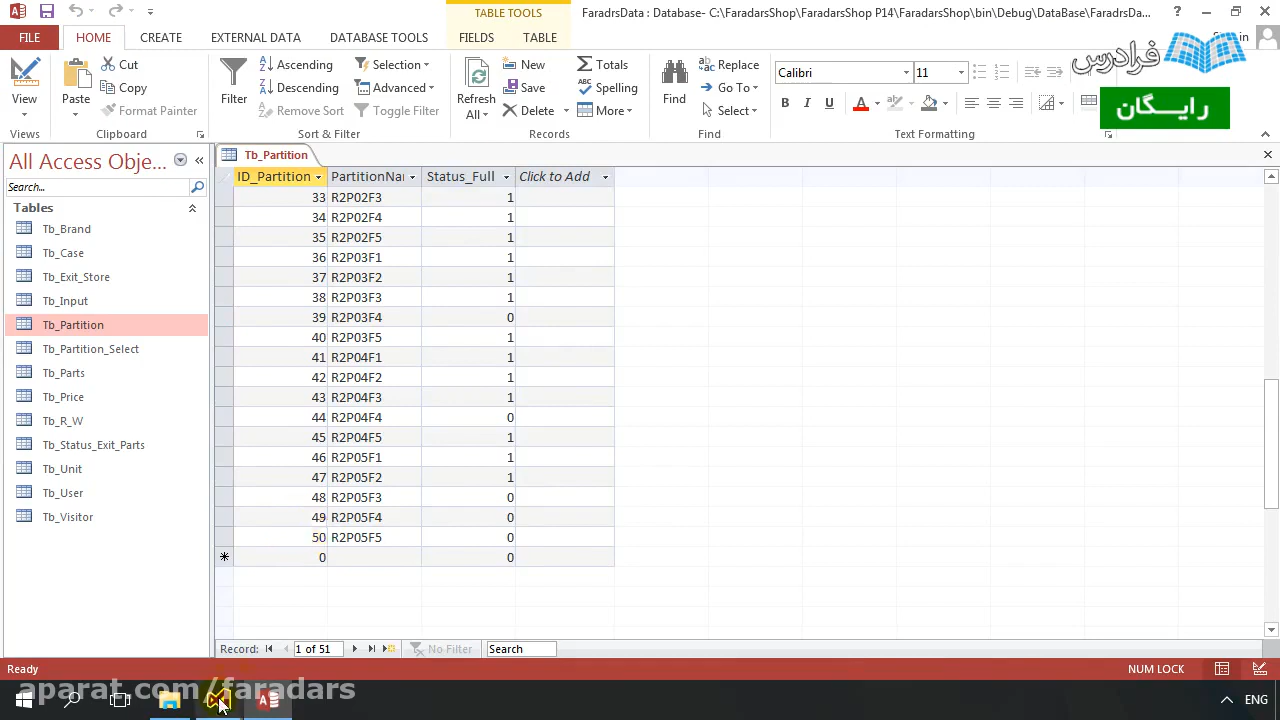 TABLE TOOLS
FaradrsData : Database- C:\FaradarsShop\FaradarsShop P14\FaradarsShop\bin\Debug\DataBase\FaradrsDa...
?
FILE HOME CREATE EXTERNAL DATA DATABASE TOOLS FIELDS TABLE
فرادرس
رایگان
View
Views
Paste
Cut
Copy
Format Painter
Clipboard
Filter
Ascending
Descending
Remove Sort
Selection
Advanced
Toggle Filter
Sort & Filter
Refresh
All
New
Save
Delete
Totals
Spelling
More
Records
Find
Replace
Go To
Select
Find
Calibri 11
B I U A
Text Formatting
All Access Obje...
Search...
Tables
Tb_Brand
Tb_Case
Tb_Exit_Store
Tb_Input
Tb_Partition
Tb_Partition_Select
Tb_Parts
Tb_Price
Tb_R_W
Tb_Status_Exit_Parts
Tb_Unit
Tb_User
Tb_Visitor
Tb_Partition
ID_Partition PartitionNar Status_Full Click to Add
33 R2P02F3 1
34 R2P02F4 1
35 R2P02F5 1
36 R2P03F1 1
37 R2P03F2 1
38 R2P03F3 1
39 R2P03F4 0
40 R2P03F5 1
41 R2P04F1 1
42 R2P04F2 1
43 R2P04F3 1
44 R2P04F4 0
45 R2P04F5 1
46 R2P05F1 1
47 R2P05F2 1
48 R2P05F3 0
49 R2P05F4 0
50 R2P05F5 0
0 0
Record: 1 of 51 No Filter Search
Ready NUM LOCK
aparat.com/faradars
ENG